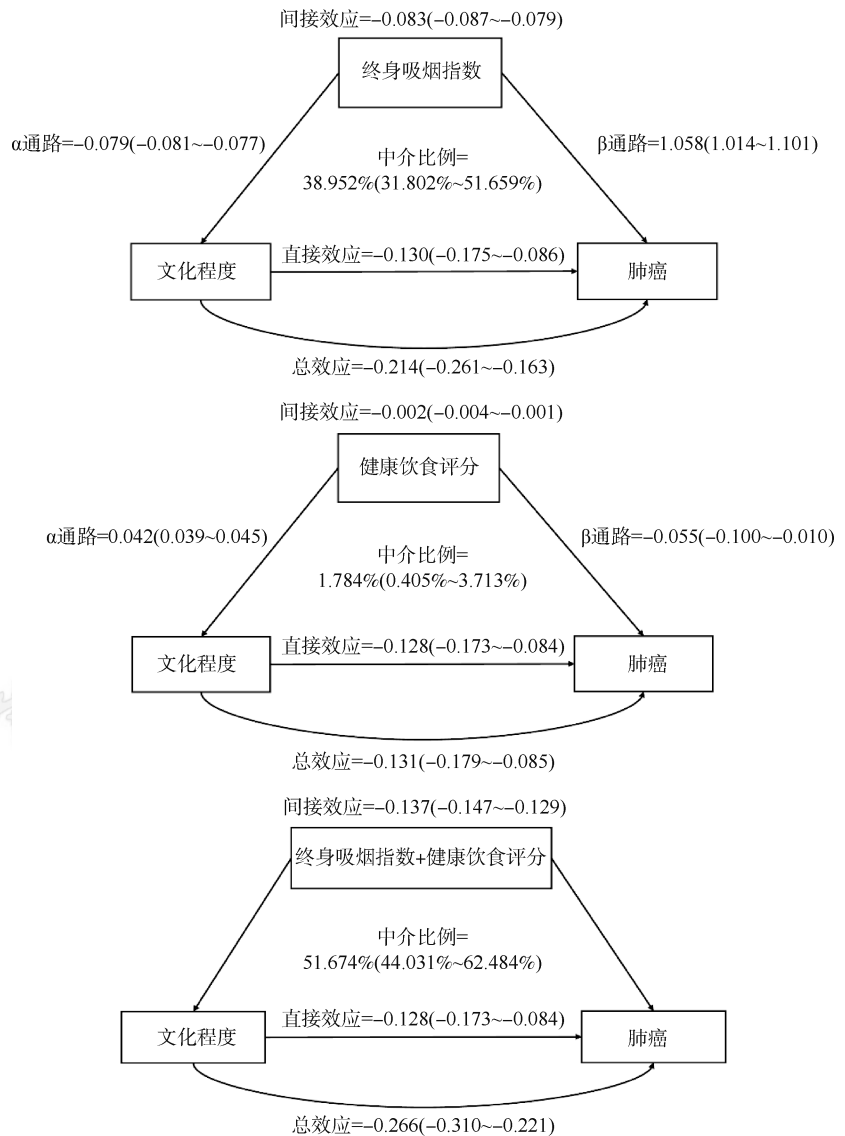 间接效应=-0.083(-0.087~-0.079)
终身吸烟指数
α通路=-0.079(-0.081~-0.077)
β通路=1.058(1.014~1.101)
中介比例=
38.952%(31.802%~51.659%)
文化程度
直接效应=-0.130(-0.175~-0.086)
肺癌
总效应=-0.214(-0.261~-0.163)
间接效应=-0.002(-0.004~-0.001)
健康饮食评分
α通路=0.042(0.039~0.045)
β通路=-0.055(-0.100~-0.010)
中介比例=
1.784%(0.405%~3.713%)
文化程度
直接效应=-0.128(-0.173~-0.084)
肺癌
总效应=-0.131(-0.179~-0.085)
间接效应=-0.137(-0.147~-0.129)
终身吸烟指数+健康饮食评分
中介比例=
51.674%(44.031%~62.484%)
文化程度
直接效应=-0.128(-0.173~-0.084)
肺癌
总效应=-0.266(-0.310~-0.221)